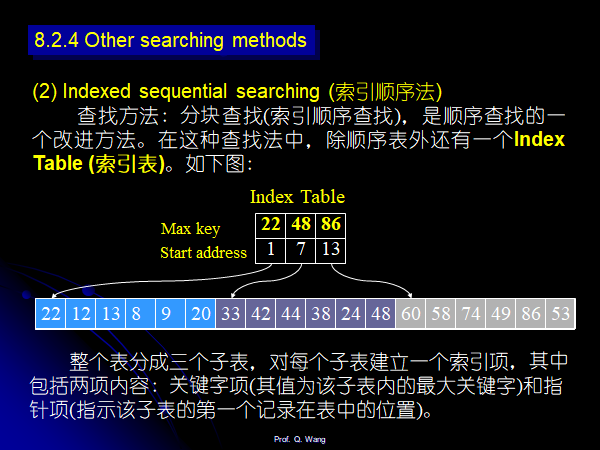 8.2.4 Other searching methods
(2) Indexed sequential searching (索引顺序法)
查找方法：分块查找(索引顺序查找)，是顺序查找的一
个改进方法。在这种查找法中，除顺序表外还有一个Index
Table (索引表)。如下图：
Index Table
Max key 22 48 86
Start address 1 7 13
22 12 13 8 9 20 33 42 44 38 24 48 60 58 74 49 86 53
整个表分成三个子表，对每个子表建立一个索引项，其中
包括两项内容：关键字项(其值为该子表内的最大关键字)和指
针项(指示该子表的第一个记录在表中的位置)。
Prof. Q. Wang